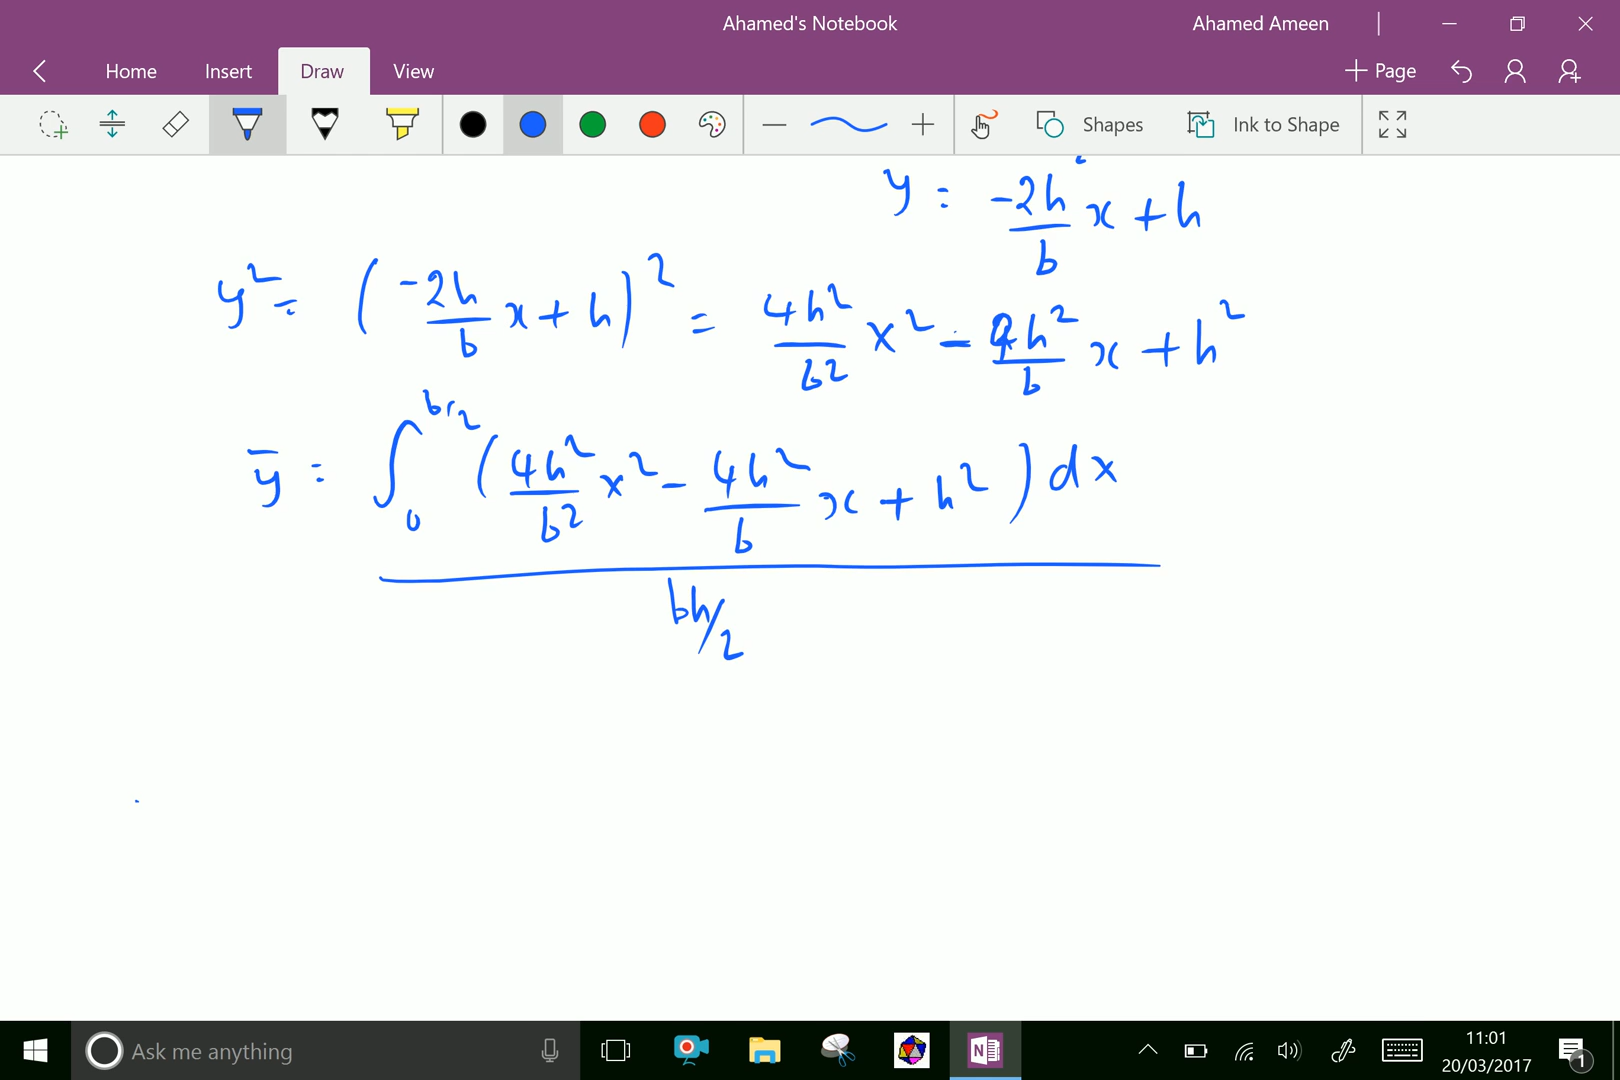 Ahamed's Notebook Ahamed Ameen
Home Insert Draw View Page
Shapes Ink to Shape
y = -2h/b x + h
y² = (-2h/b x + h)² = 4h²/b² x² - 4h²/b x + h²
ȳ = ∫₀^(b/2) (4h²/b² x² - 4h²/b x + h²) dx
bh/2
Ask me anything
N
11:01
20/03/2017
1